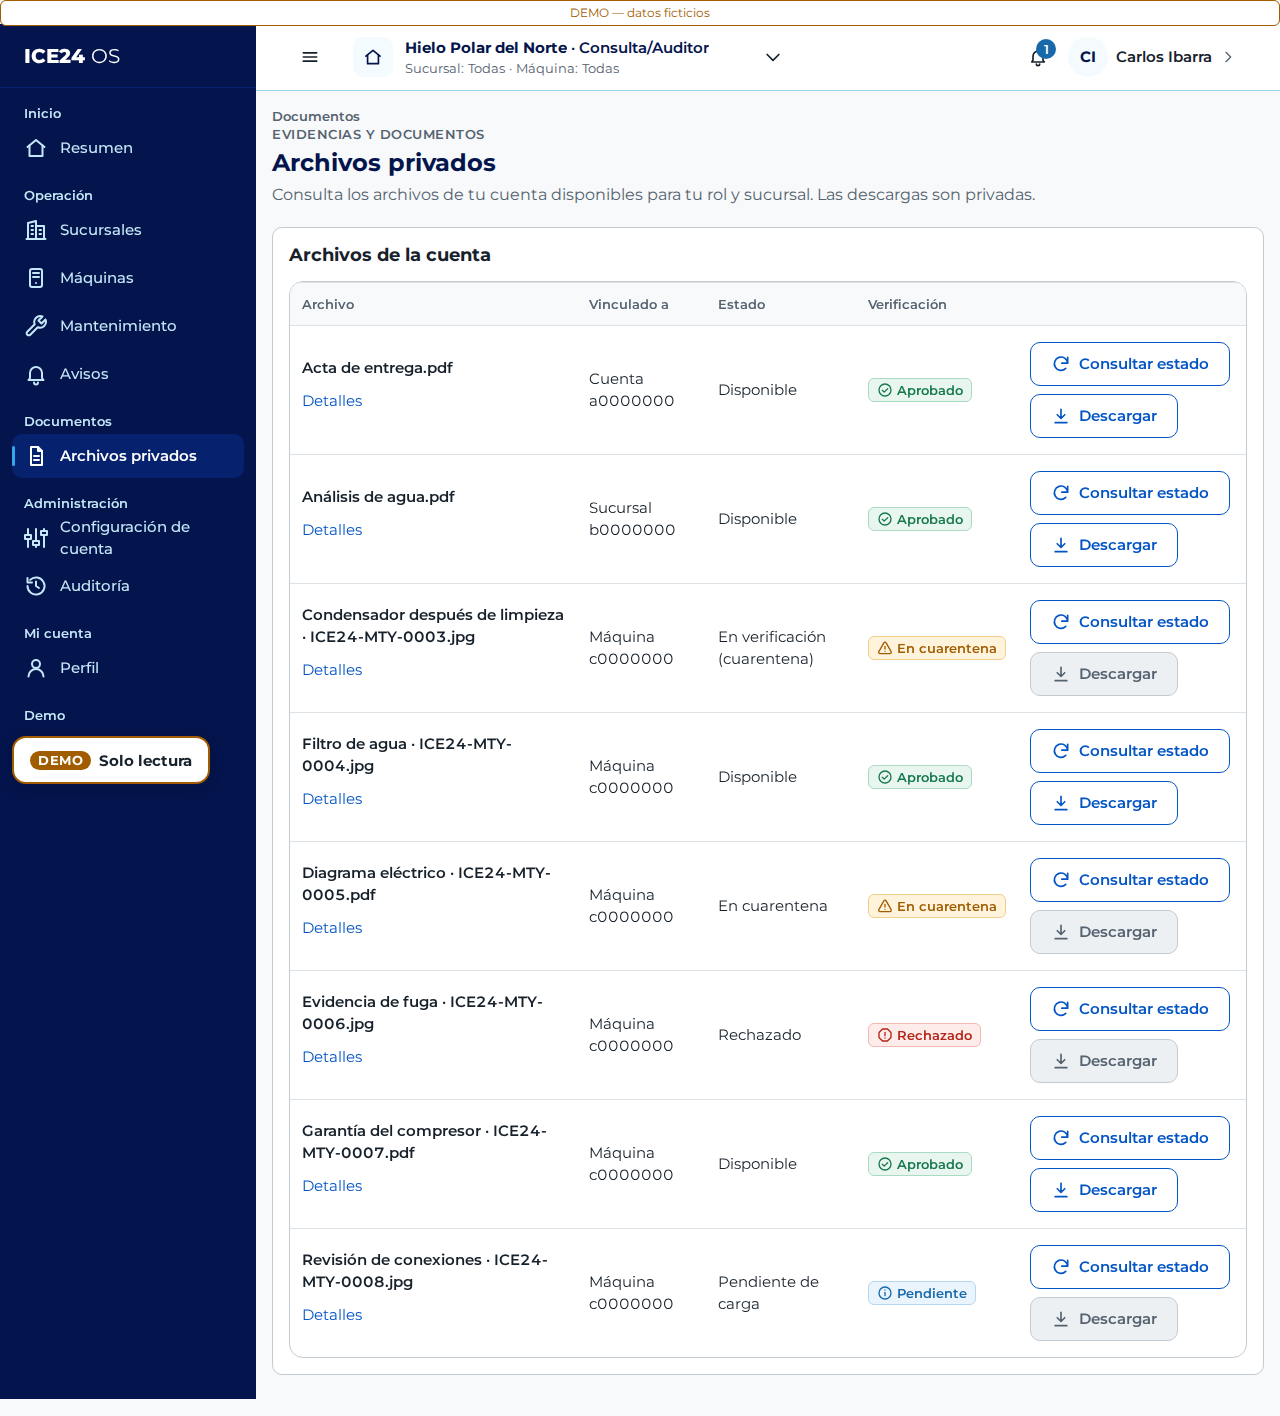 DEMO — datos ficticios
ICE24 OS
Inicio
Resumen
Operación
Sucursales
Máquinas
Mantenimiento
Avisos
Documentos
Archivos privados
Administración
Configuración de
cuenta
Auditoría
Mi cuenta
Perfil
Demo
DEMO Solo lectura
Hielo Polar del Norte · Consulta/Auditor
Sucursal: Todas · Máquina: Todas
1
CI
Carlos Ibarra
Documentos
EVIDENCIAS Y DOCUMENTOS
Archivos privados
Consulta los archivos de tu cuenta disponibles para tu rol y sucursal. Las descargas son privadas.
Archivos de la cuenta
Archivo Vinculado a Estado Verificación
Acta de entrega.pdf
Detalles
Cuenta
a0000000
Disponible
Aprobado
Consultar estado
Descargar
Análisis de agua.pdf
Detalles
Sucursal
b0000000
Disponible
Aprobado
Consultar estado
Descargar
Condensador después de limpieza
· ICE24-MTY-0003.jpg
Detalles
Máquina
c0000000
En verificación
(cuarentena)
En cuarentena
Consultar estado
Descargar
Filtro de agua · ICE24-MTY-
0004.jpg
Detalles
Máquina
c0000000
Disponible
Aprobado
Consultar estado
Descargar
Diagrama eléctrico · ICE24-MTY-
0005.pdf
Detalles
Máquina
c0000000
En cuarentena
En cuarentena
Consultar estado
Descargar
Evidencia de fuga · ICE24-MTY-
0006.jpg
Detalles
Máquina
c0000000
Rechazado
Rechazado
Consultar estado
Descargar
Garantía del compresor · ICE24-
MTY-0007.pdf
Detalles
Máquina
c0000000
Disponible
Aprobado
Consultar estado
Descargar
Revisión de conexiones · ICE24-
MTY-0008.jpg
Detalles
Máquina
c0000000
Pendiente de
carga
Pendiente
Consultar estado
Descargar